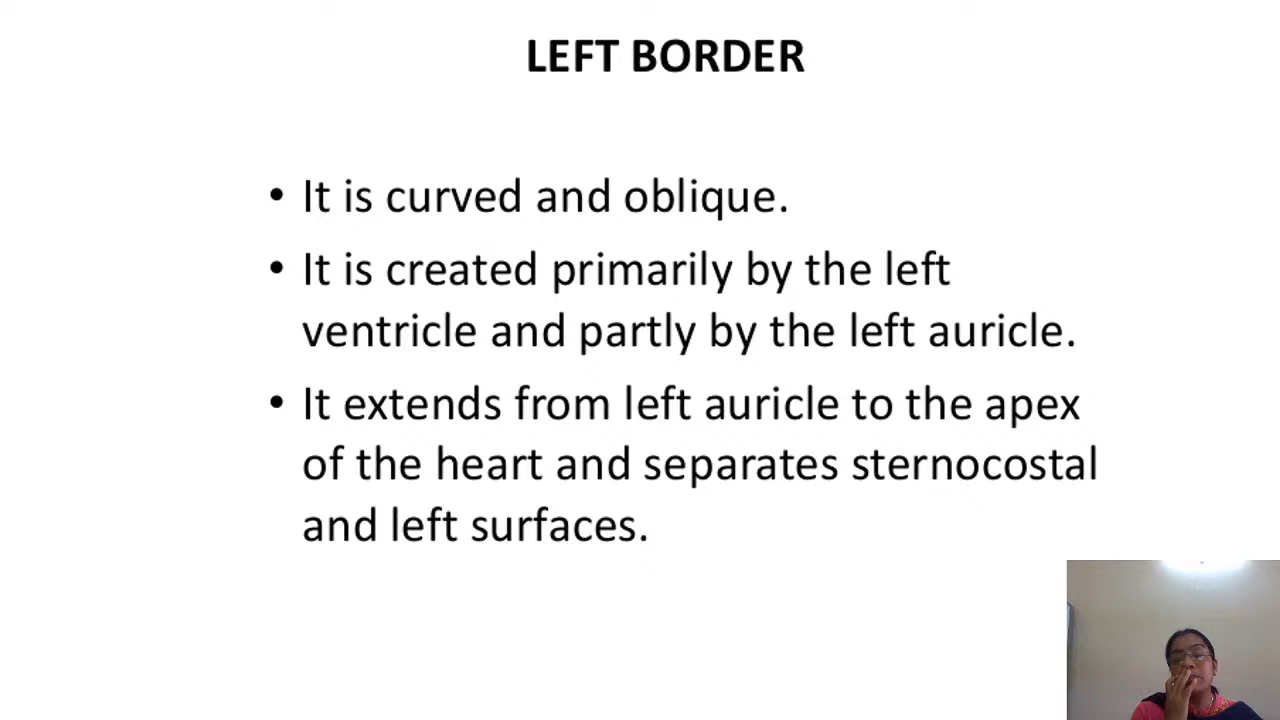 LEFT BORDER
• It is curved and oblique.
• It is created primarily by the left
ventricle and partly by the left auricle.
• It extends from left auricle to the apex
of the heart and separates sternocostal
and left surfaces.